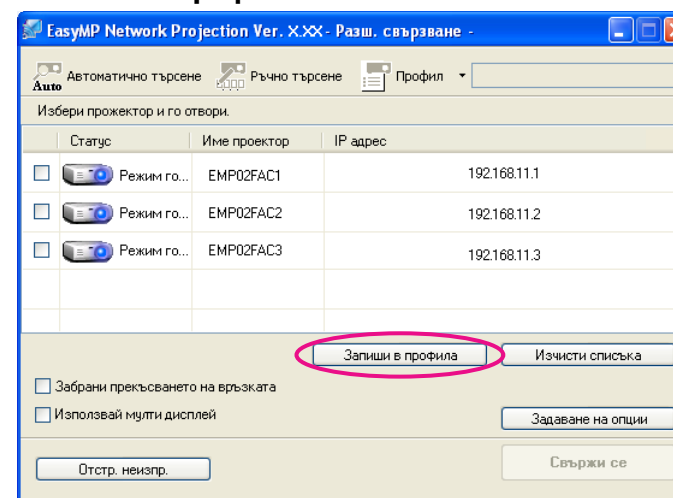 EasyMP Network Projection Ver. X.XX - Разш. свързване -
Auto Автоматично търсене Ръчно търсене Профил
Избери прожектор и го отвори.
Статус Име проектор IP адрес
Режим го... EMP02FAC1 192.168.11.1
Режим го... EMP02FAC2 192.168.11.2
Режим го... EMP02FAC3 192.168.11.3
Запиши в профила Изчисти списъка
Забрани прекъсването на връзката
Използвай мулти дисплей
Задаване на опции
Отстр. неизпр. Свържи се